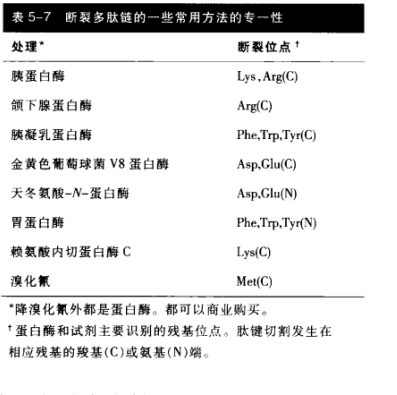 表 5-7 断裂多肽链的一些常用方法的专一性
处理* 断裂位点†
胰蛋白酶 Lys,Arg(C)
颌下腺蛋白酶 Arg(C)
胰凝乳蛋白酶 Phe,Trp,Tyr(C)
金黄色葡萄球菌 V8 蛋白酶 Asp,Glu(C)
天冬氨酸-N-蛋白酶 Asp,Glu(N)
胃蛋白酶 Phe,Trp,Tyr(N)
赖氨酸内切蛋白酶 C Lys(C)
溴化氰 Met(C)
*降溴化氰外都是蛋白酶。都可以商业购买。
†蛋白酶和试剂主要识别的残基位点。肽键切割发生在
相应残基的羧基(C)或氨基(N)端。